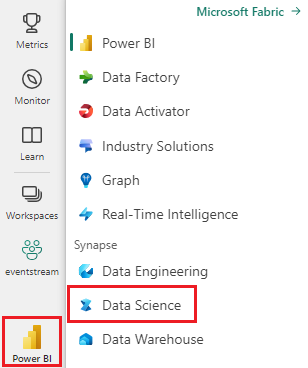 Metrics
Monitor
Learn
Workspaces
eventstream
Power BI
Microsoft Fabric →
Power BI
Data Factory
Data Activator
Industry Solutions
Graph
Real-Time Intelligence
Synapse
Data Engineering
Data Science
Data Warehouse